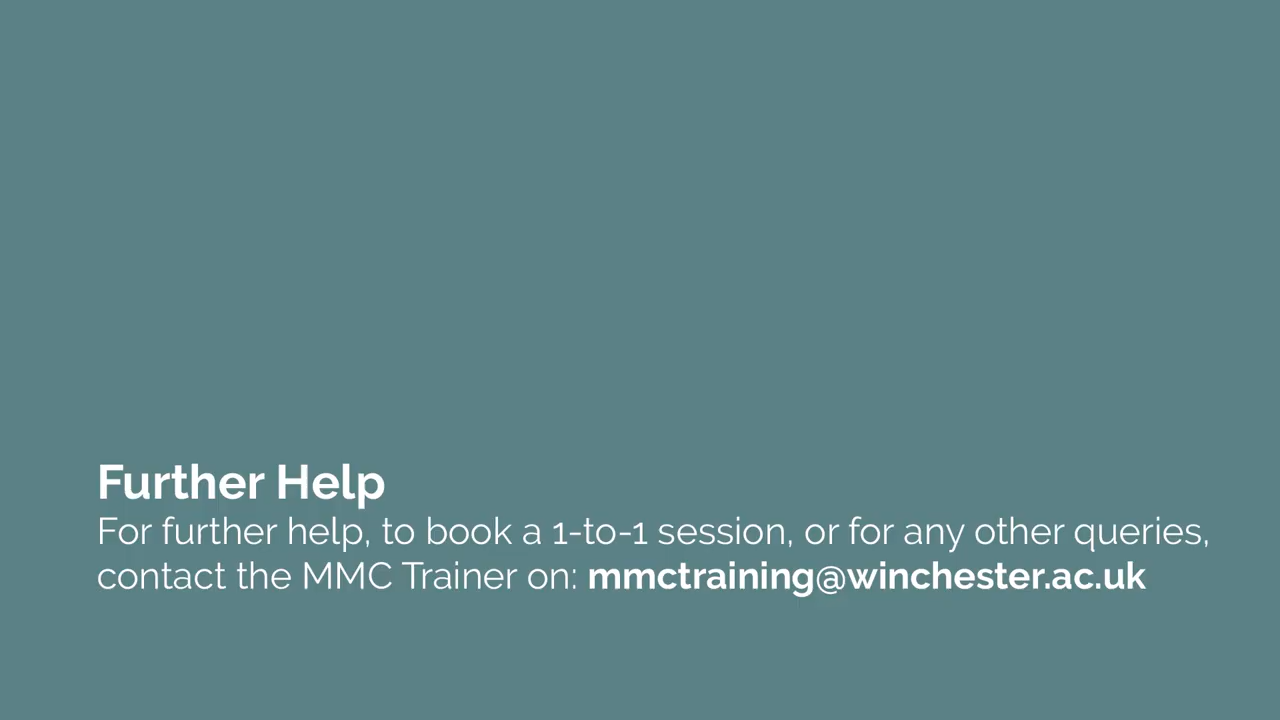 Further Help
For further help, to book a 1-to-1 session, or for any other queries,
contact the MMC Trainer on: mmctraining@winchester.ac.uk